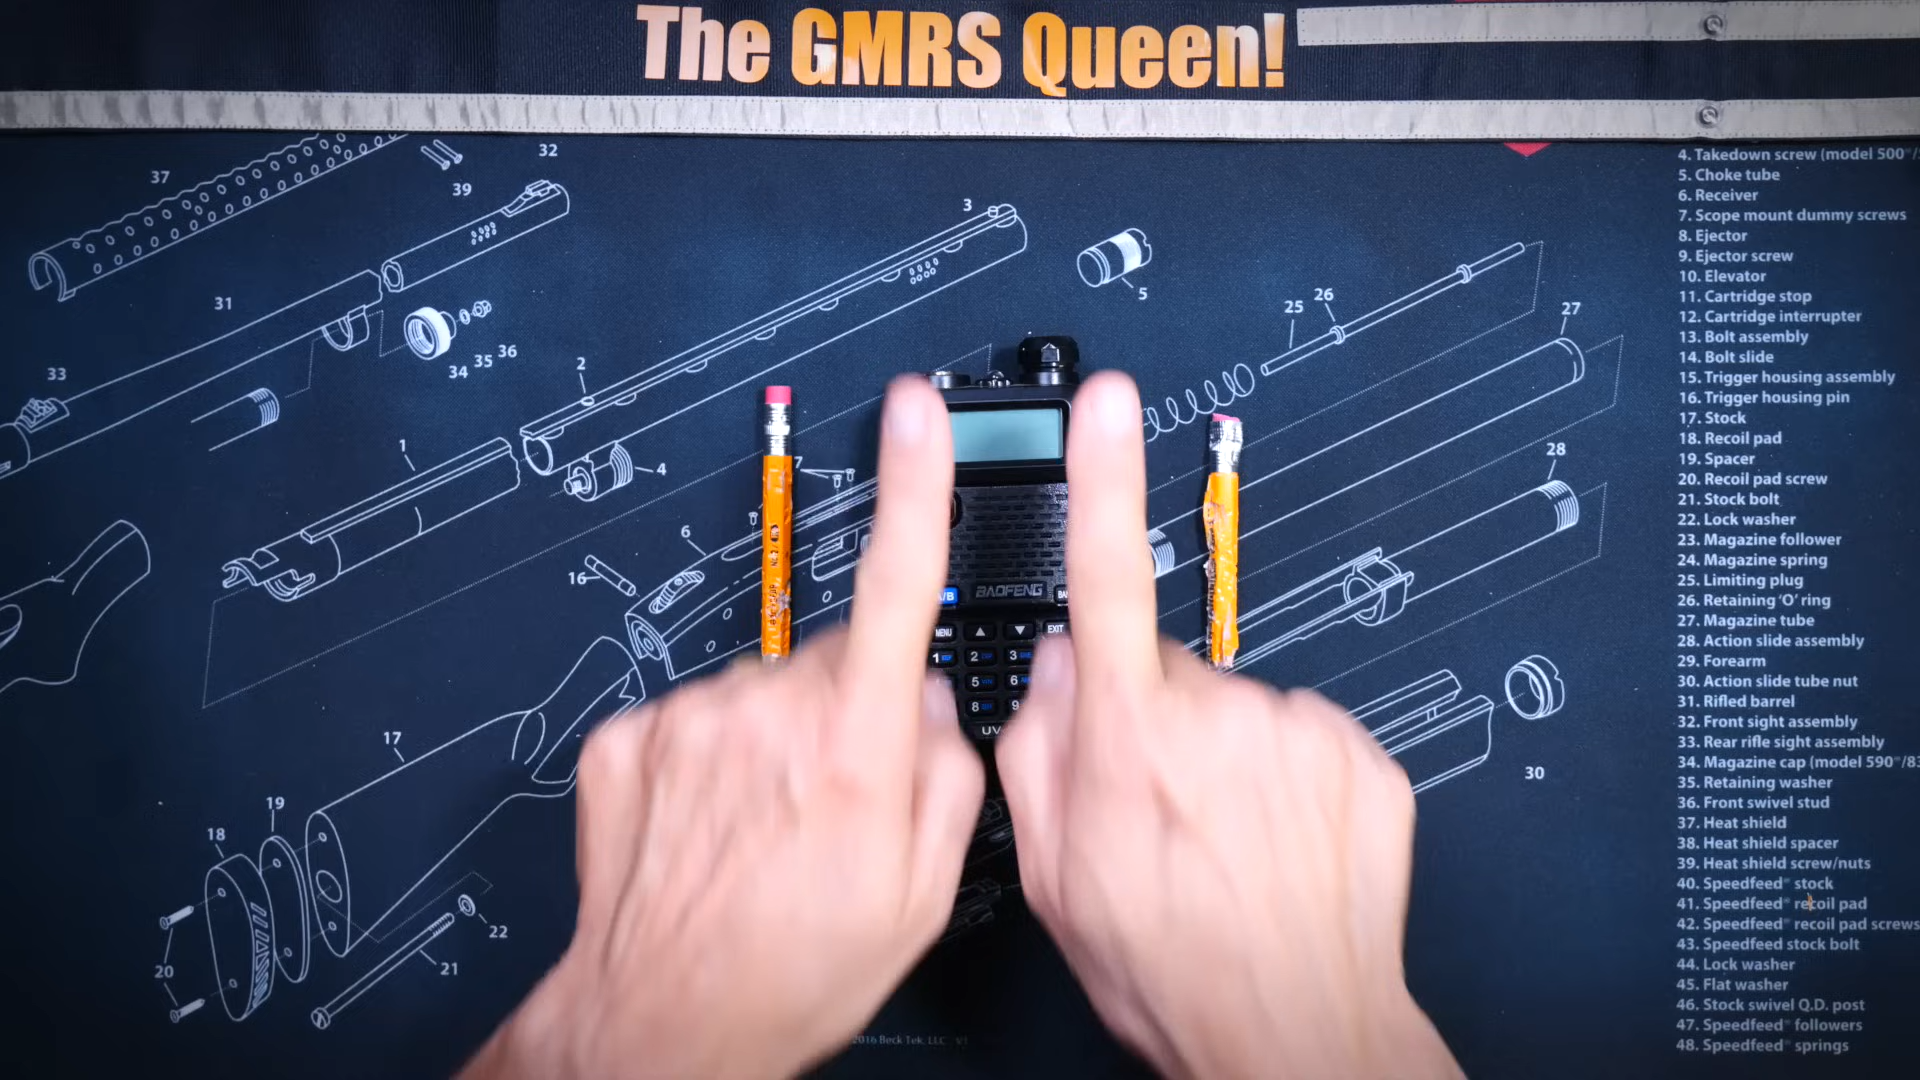 The GMRS Queen!
37
32
39
3
31
5
25
26
27
34
35
36
33
2
1
4
7
28
6
16
BAOFENG
MENU
EXIT
1
2
3
5
6
8
9
UV
17
30
19
18
22
21
20
2016 Beck Tek, LLC
4. Takedown screw (model 500®/
5. Choke tube
6. Receiver
7. Scope mount dummy screws
8. Ejector
9. Ejector screw
10. Elevator
11. Cartridge stop
12. Cartridge interrupter
13. Bolt assembly
14. Bolt slide
15. Trigger housing assembly
16. Trigger housing pin
17. Stock
18. Recoil pad
19. Spacer
20. Recoil pad screw
21. Stock bolt
22. Lock washer
23. Magazine follower
24. Magazine spring
25. Limiting plug
26. Retaining ‘O’ ring
27. Magazine tube
28. Action slide assembly
29. Forearm
30. Action slide tube nut
31. Rifled barrel
32. Front sight assembly
33. Rear rifle sight assembly
34. Magazine cap (model 590®/83
35. Retaining washer
36. Front swivel stud
37. Heat shield
38. Heat shield spacer
39. Heat shield screw/nuts
40. Speedfeed® stock
41. Speedfeed® recoil pad
42. Speedfeed® recoil pad screws
43. Speedfeed stock bolt
44. Lock washer
45. Flat washer
46. Stock swivel Q.D. post
47. Speedfeed® followers
48. Speedfeed® springs